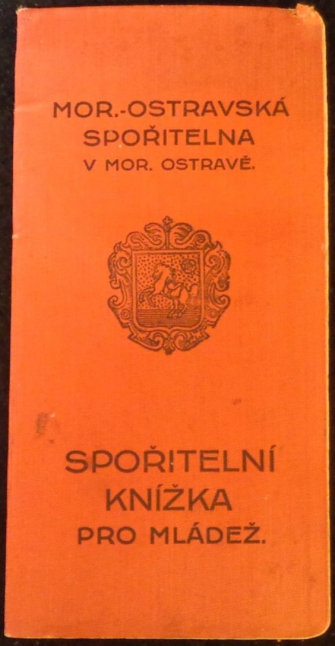 MOR.-OSTRAVSKÁ
SPOŘITELNA
V MOR. OSTRAVĚ.
SPOŘITELNÍ
KNÍŽKA
PRO MLÁDEŽ.